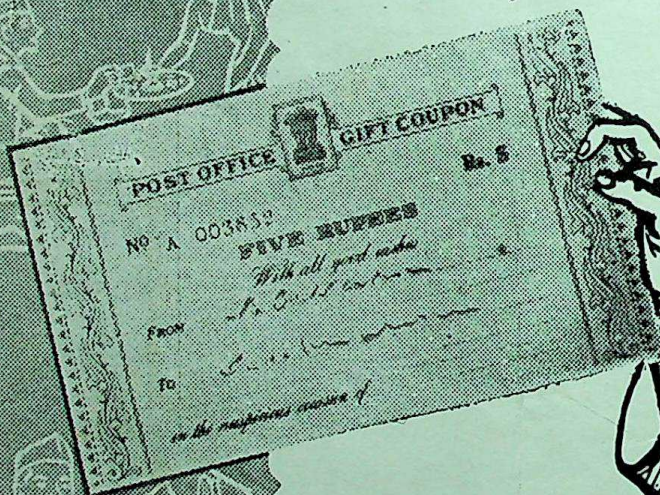 POST OFFICE GIFT COUPON
Rs. 5
No A 003832
FIVE RUPEES
With all good wishes
FROM
TO
on the auspicious occasion of